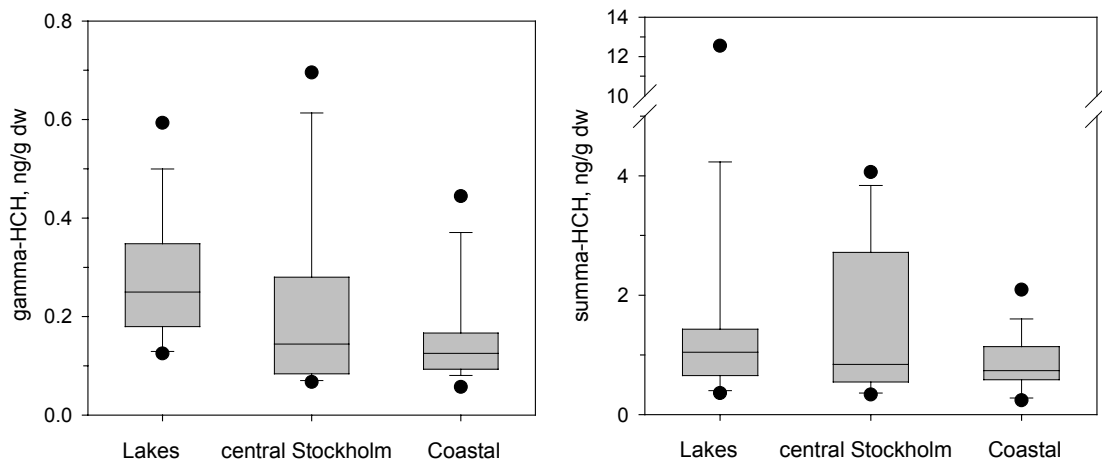 gamma-HCH, ng/g dw
0.8
0.6
0.4
0.2
0.0
Lakes
central Stockholm
Coastal
summa-HCH, ng/g dw
14
12
10
4
2
0
Lakes
central Stockholm
Coastal